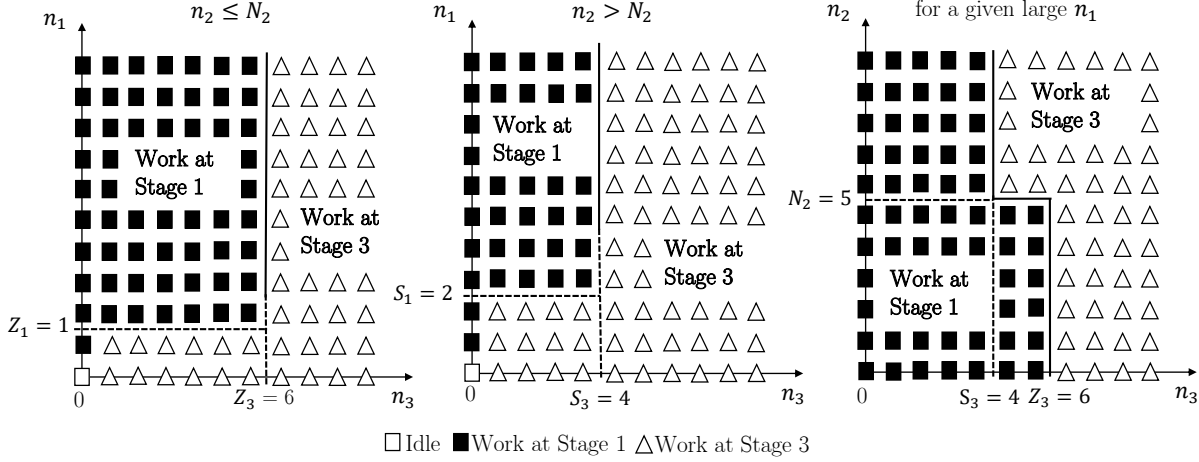 n₂ ≤ N₂
n₁
Work at
Stage 1
Work at
Stage 3
Z₁ = 1
0
Z₃ = 6
n₃
n₂ > N₂
n₁
Work at
Stage 1
Work at
Stage 3
S₁ = 2
0
S₃ = 4
n₃
for a given large n₁
n₂
Work at
Stage 3
N₂ = 5
Work at
Stage 1
0
S₃ = 4 Z₃ = 6
n₃
Idle Work at Stage 1 Work at Stage 3